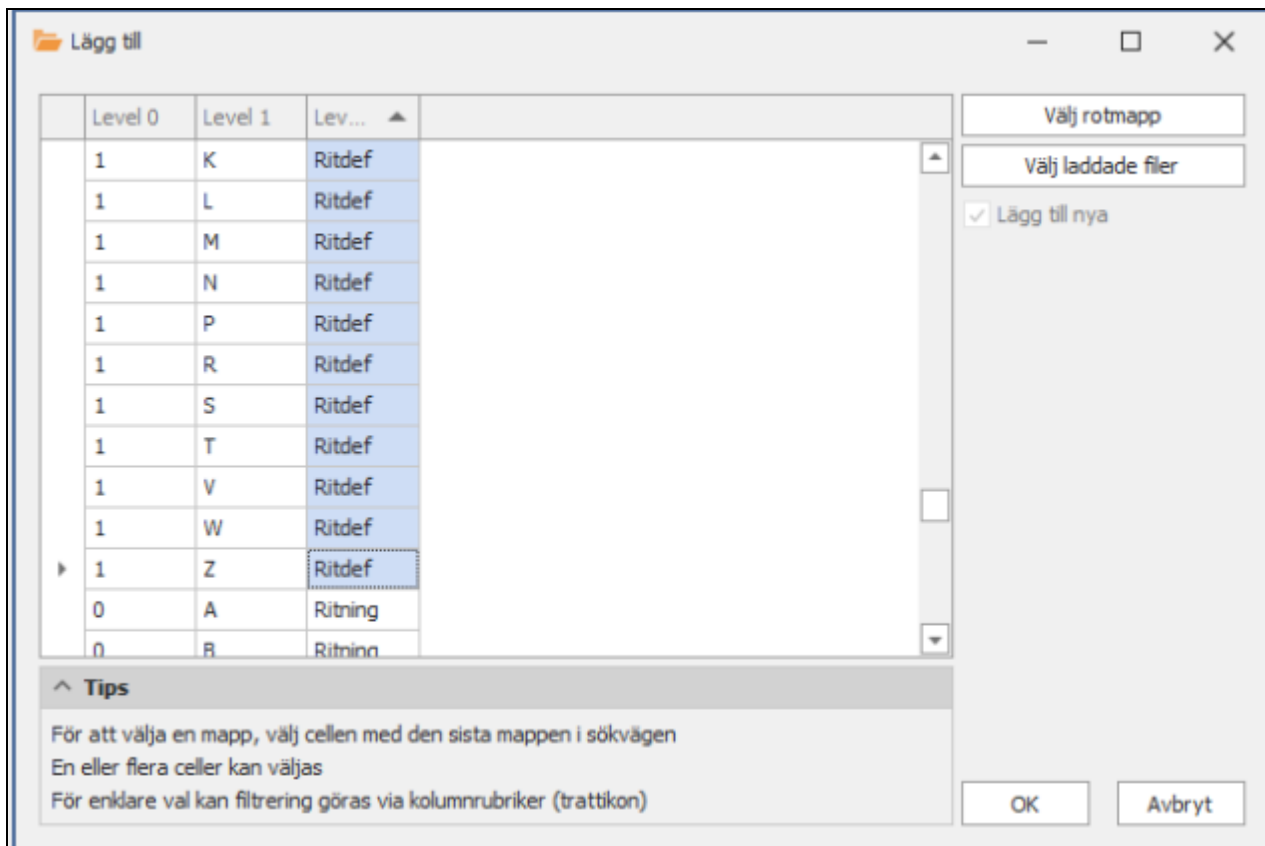 Lägg till
Level 0 Level 1 Lev... Välj rotmapp
1 K Ritdef Välj laddade filer
1 L Ritdef Lägg till nya
1 M Ritdef
1 N Ritdef
1 P Ritdef
1 R Ritdef
1 S Ritdef
1 T Ritdef
1 V Ritdef
1 W Ritdef
1 Z Ritdef
0 A Ritning
0 B Ritning
Tips
För att välja en mapp, välj cellen med den sista mappen i sökvägen
En eller flera celler kan väljas
För enklare val kan filtrering göras via kolumnrubriker (trattikon)
OK Avbryt